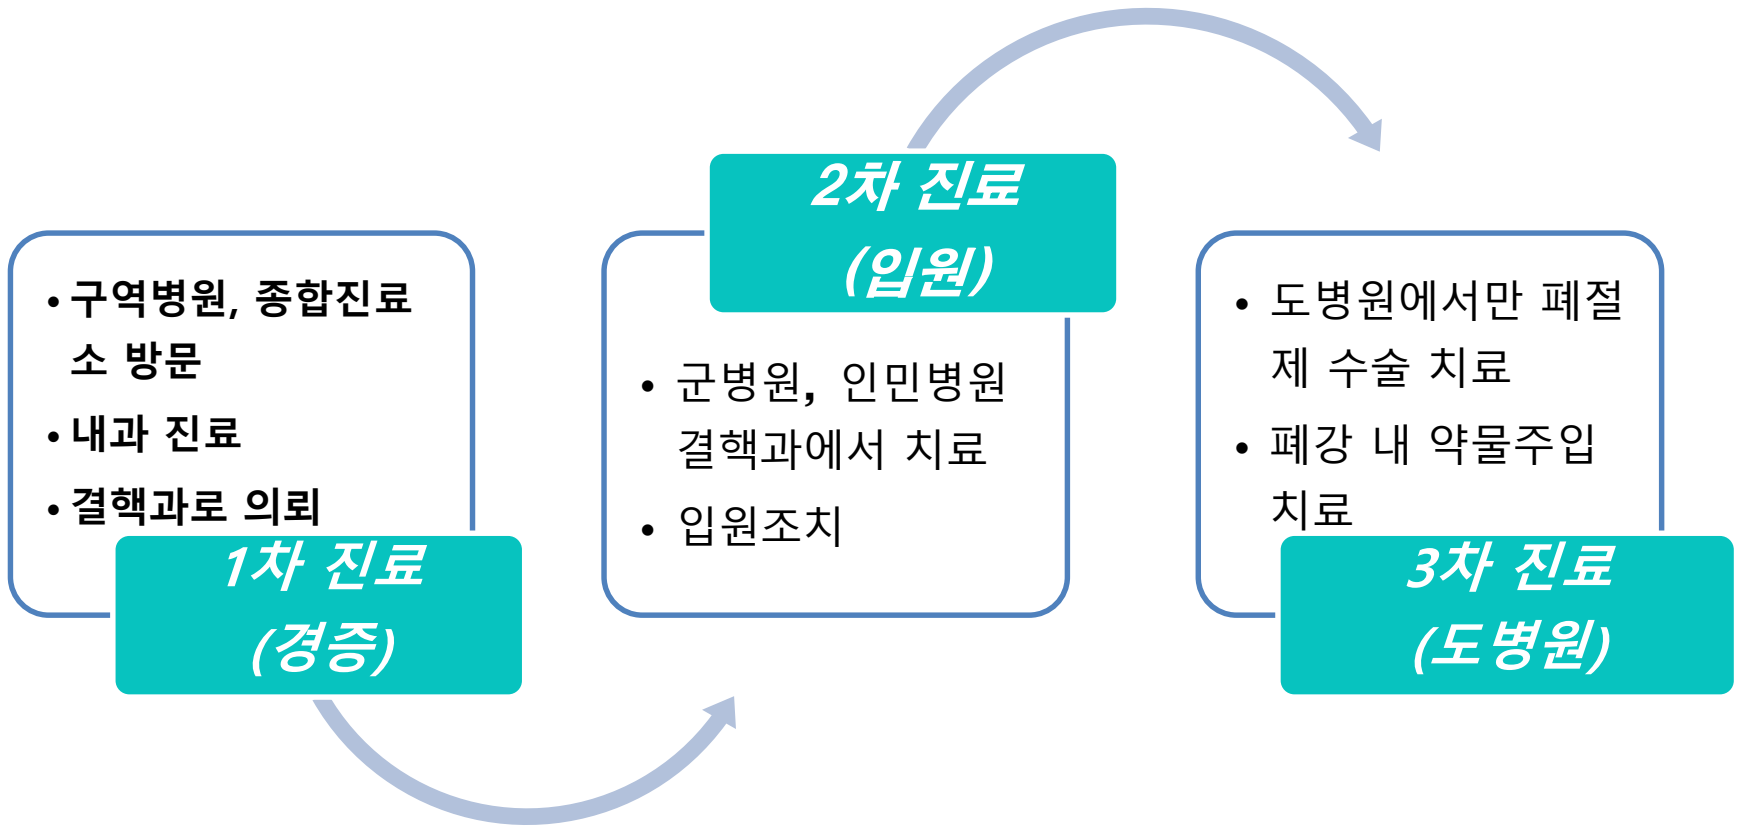 • 구역병원, 종합진료
소 방문
• 내과 진료
• 결핵과로 의뢰
1차 진료
(경증)
2차 진료
(입원)
• 군병원, 인민병원
결핵과에서 치료
• 입원조치
• 도병원에서만 폐절
제 수술 치료
• 폐강 내 약물주입
치료
3차 진료
(도병원)